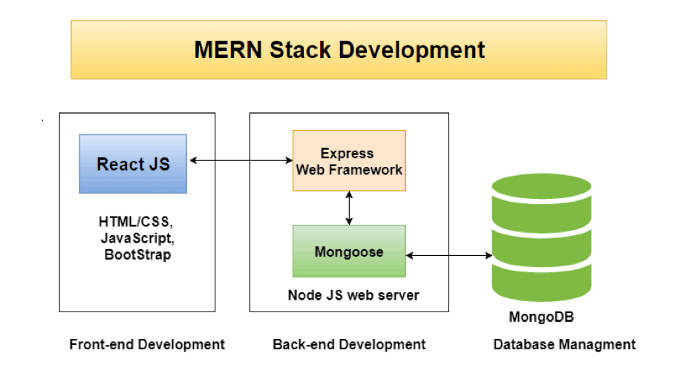 MERN Stack Development
React JS
HTML/CSS,
JavaScript,
BootStrap
Express
Web Framework
Mongoose
Node JS web server
MongoDB
Front-end Development
Back-end Development
Database Managment